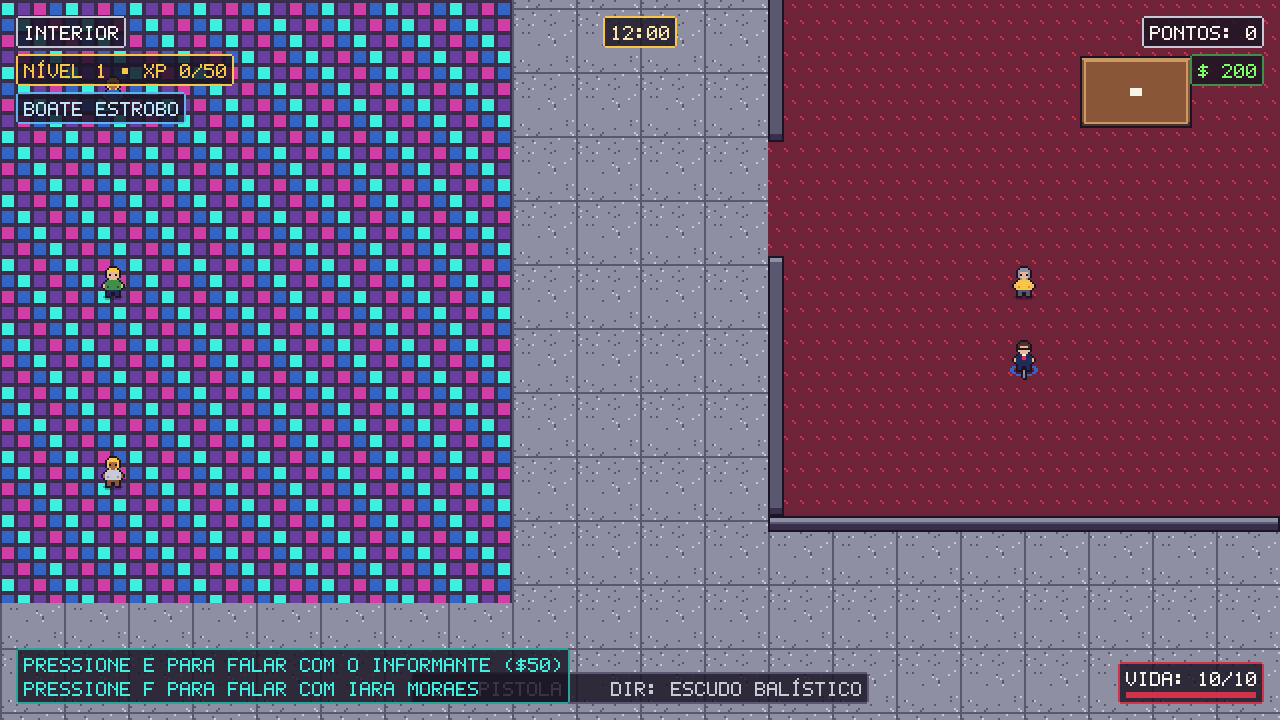 INTERIOR
12:00
PONTOS: 0
NÍVEL 1 ▪ XP 0/50
$ 200
BOATE ESTROBO
PRESSIONE E PARA FALAR COM O INFORMANTE ($50)
PRESSIONE F PARA FALAR COM IARA MORAES
PISTOLA
DIR: ESCUDO BALÍSTICO
VIDA: 10/10